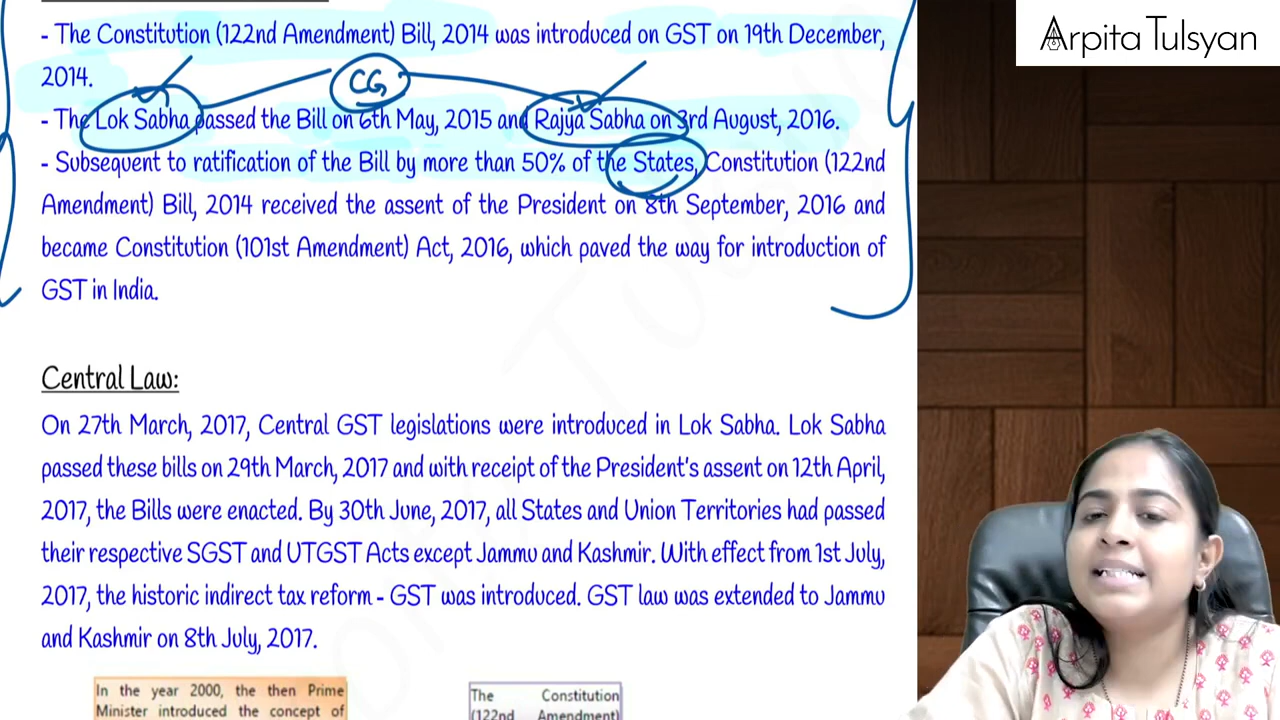 Arpita Tulsyan
- The Constitution (122nd Amendment) Bill, 2014 was introduced on GST on 19th December,
2014.
CG
- The Lok Sabha passed the Bill on 6th May, 2015 and Rajya Sabha on 3rd August, 2016.
- Subsequent to ratification of the Bill by more than 50% of the States, Constitution (122nd
Amendment) Bill, 2014 received the assent of the President on 8th September, 2016 and
became Constitution (101st Amendment) Act, 2016, which paved the way for introduction of
GST in India.
Central Law:
On 27th March, 2017, Central GST legislations were introduced in Lok Sabha. Lok Sabha
passed these bills on 29th March, 2017 and with receipt of the President's assent on 12th April,
2017, the Bills were enacted. By 30th June, 2017, all States and Union Territories had passed
their respective SGST and UTGST Acts except Jammu and Kashmir. With effect from 1st July,
2017, the historic indirect tax reform - GST was introduced. GST law was extended to Jammu
and Kashmir on 8th July, 2017.
In the year 2000, the then Prime
Minister introduced the concept of
The Constitution
(122nd Amendment)